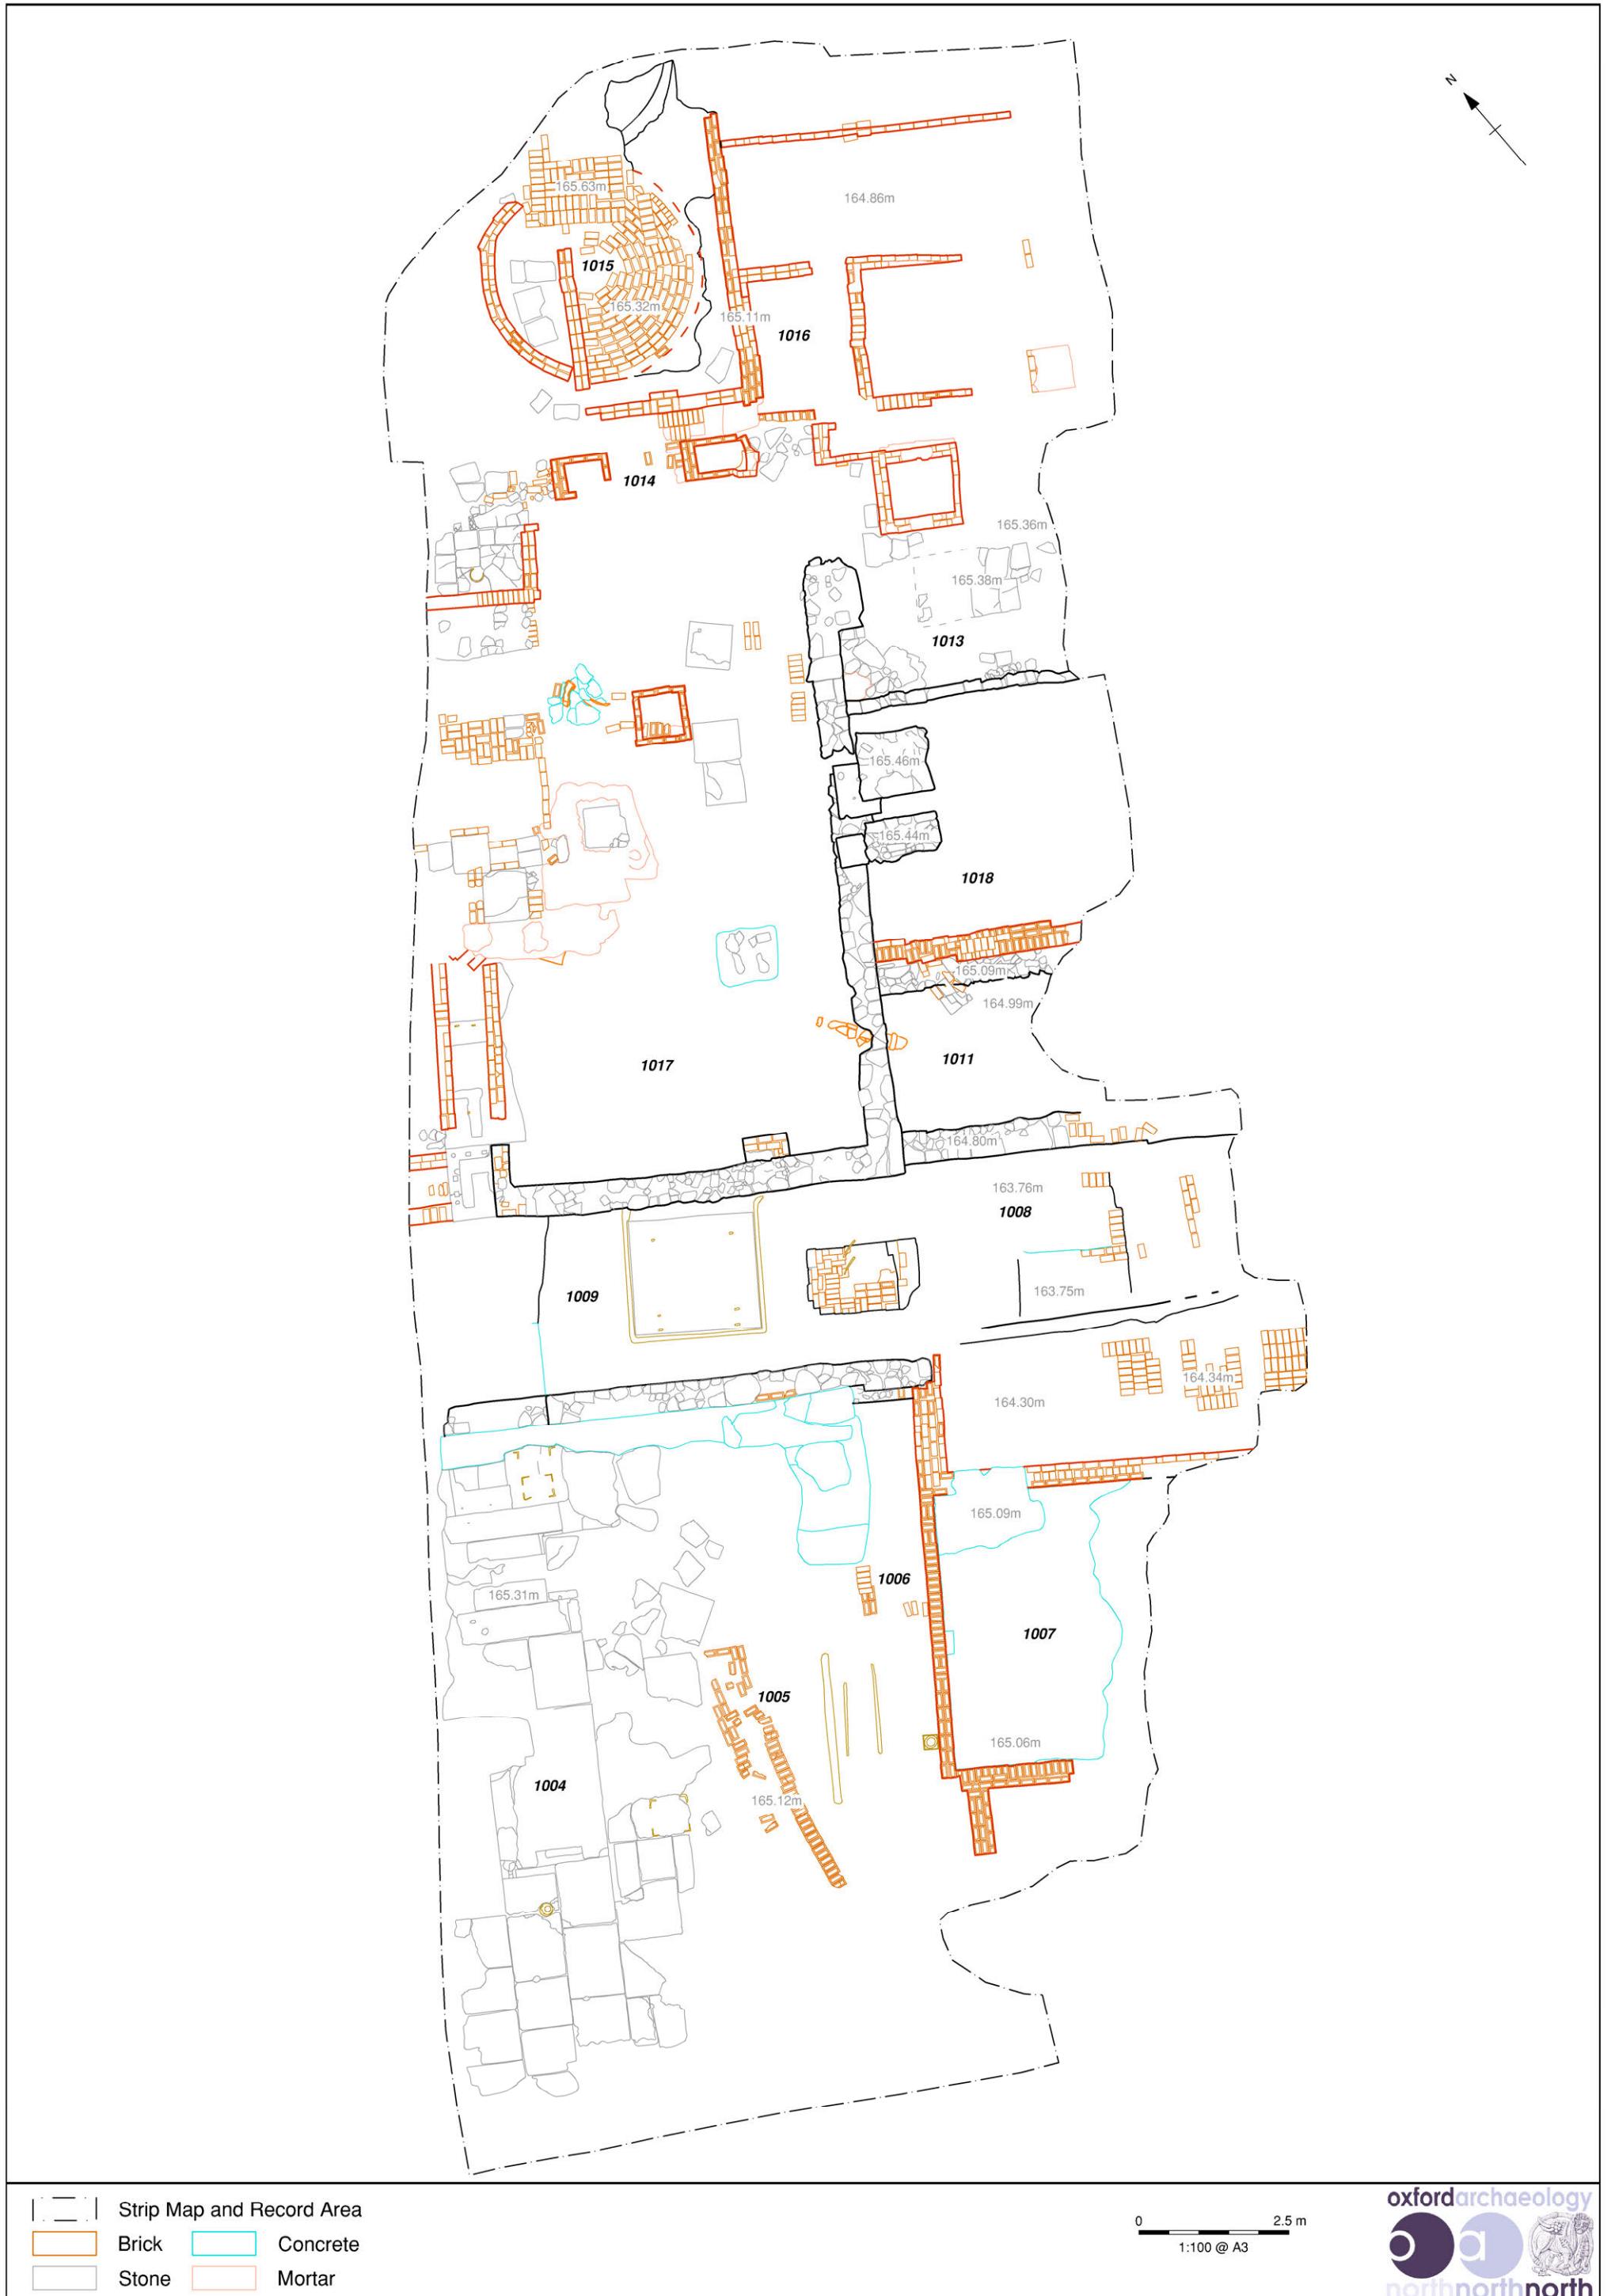 N
165.63m
164.86m
1015
165.32m
165.11m
1016
1014
165.36m
165.38m
1013
165.46m
165.44m
1018
165.09m
164.99m
1017
1011
164.80m
163.76m
1008
1009
163.75m
164.34m
164.30m
165.09m
1006
165.31m
1007
1005
165.06m
1004
165.12m
Strip Map and Record Area
Brick
Concrete
Stone
Mortar
0 2.5 m
1:100 @ A3
oxfordarchaeology
oa
northnorthnorth